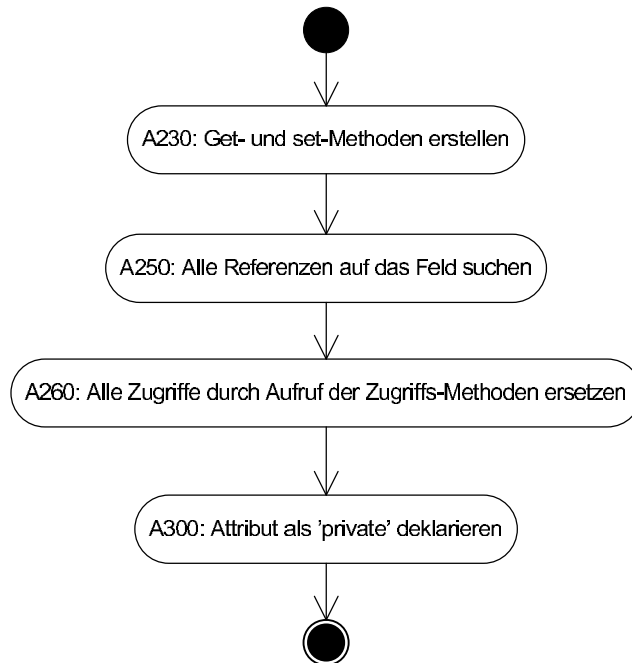 A230: Get- und set-Methoden erstellen
A250: Alle Referenzen auf das Feld suchen
A260: Alle Zugriffe durch Aufruf der Zugriffs-Methoden ersetzen
A300: Attribut als 'private' deklarieren